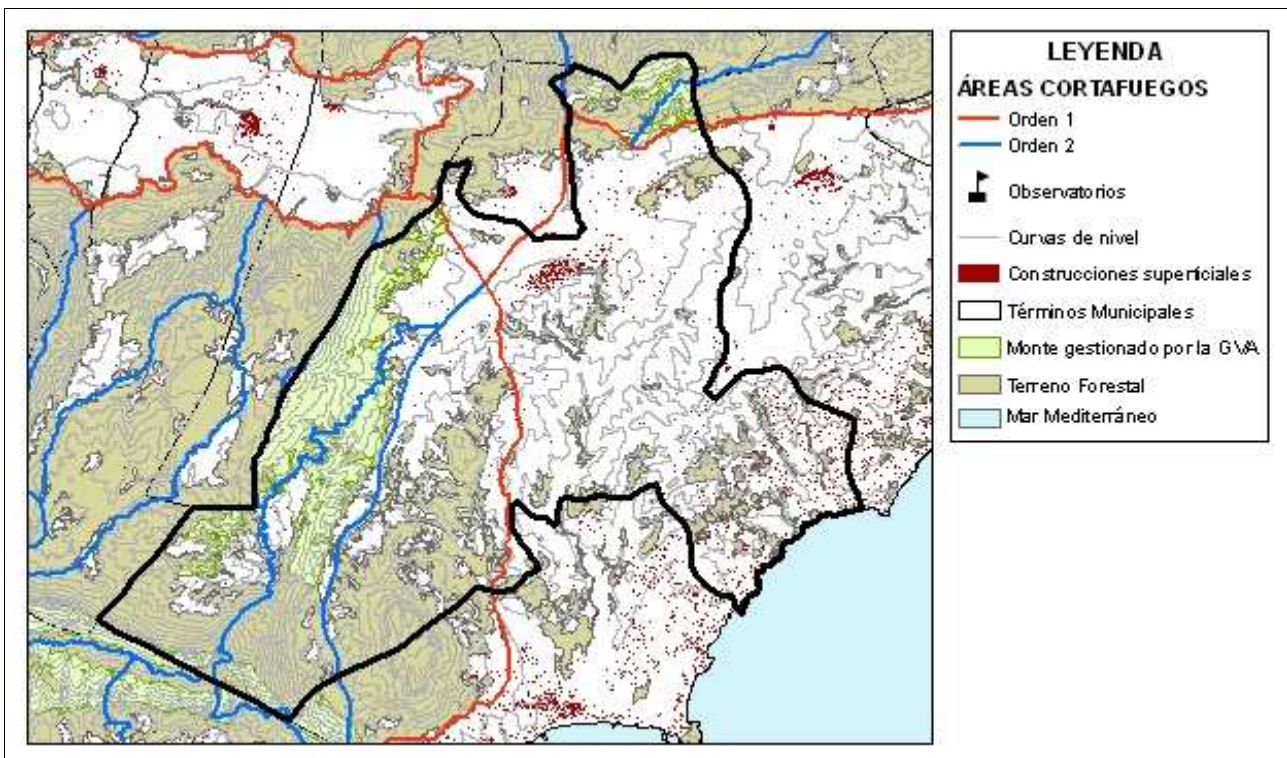 LEYENDA
ÁREAS CORTAFUEGOS
Orden 1
Orden 2
Observatorios
Curvas de nivel
Construcciones superficiales
Términos Municipales
Monte gestionado por la GVA
Terreno Forestal
Mar Mediterráneo